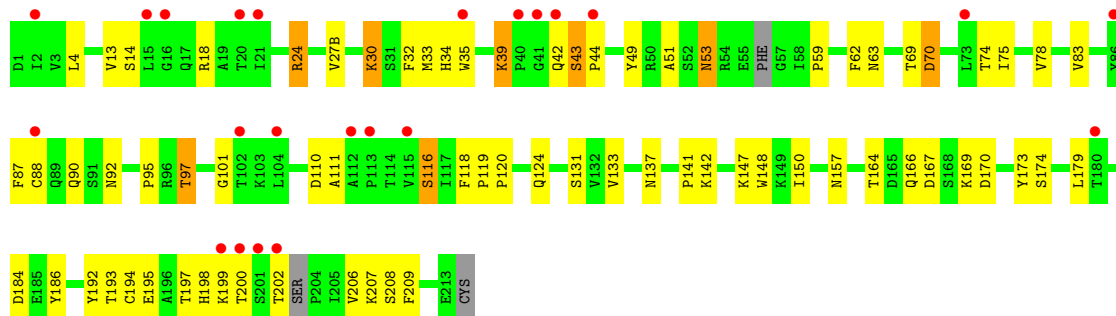 D1 I2 V3 L4 V13 S14 L15 G16 Q17 R18 A19 T20 I21 R24 V27B K30 S31 F32 M33 H34 W35 K39 P40 G41 Q42 S43 P44 Y49 R50 A51 S52 N53 R54 E55 PHE G57 I58 P59 F62 N63 T69 D70 L73 T74 I75 V78 V83 Y86
F87 C88 Q89 Q90 S91 N92 P95 R96 T97 G101 T102 K103 L104 D110 A111 A112 P113 T114 V115 S116 I117 F118 P119 P120 Q124 S131 V132 V133 N137 P141 K142 K147 W148 K149 I150 N157 T164 D165 Q166 D167 S168 K169 D170 Y173 S174 L179 T180
D184 E185 Y186 Y192 T193 C194 E195 A196 T197 H198 K199 T200 S201 T202 SER P204 I205 V206 K207 S208 F209 E213 CYS